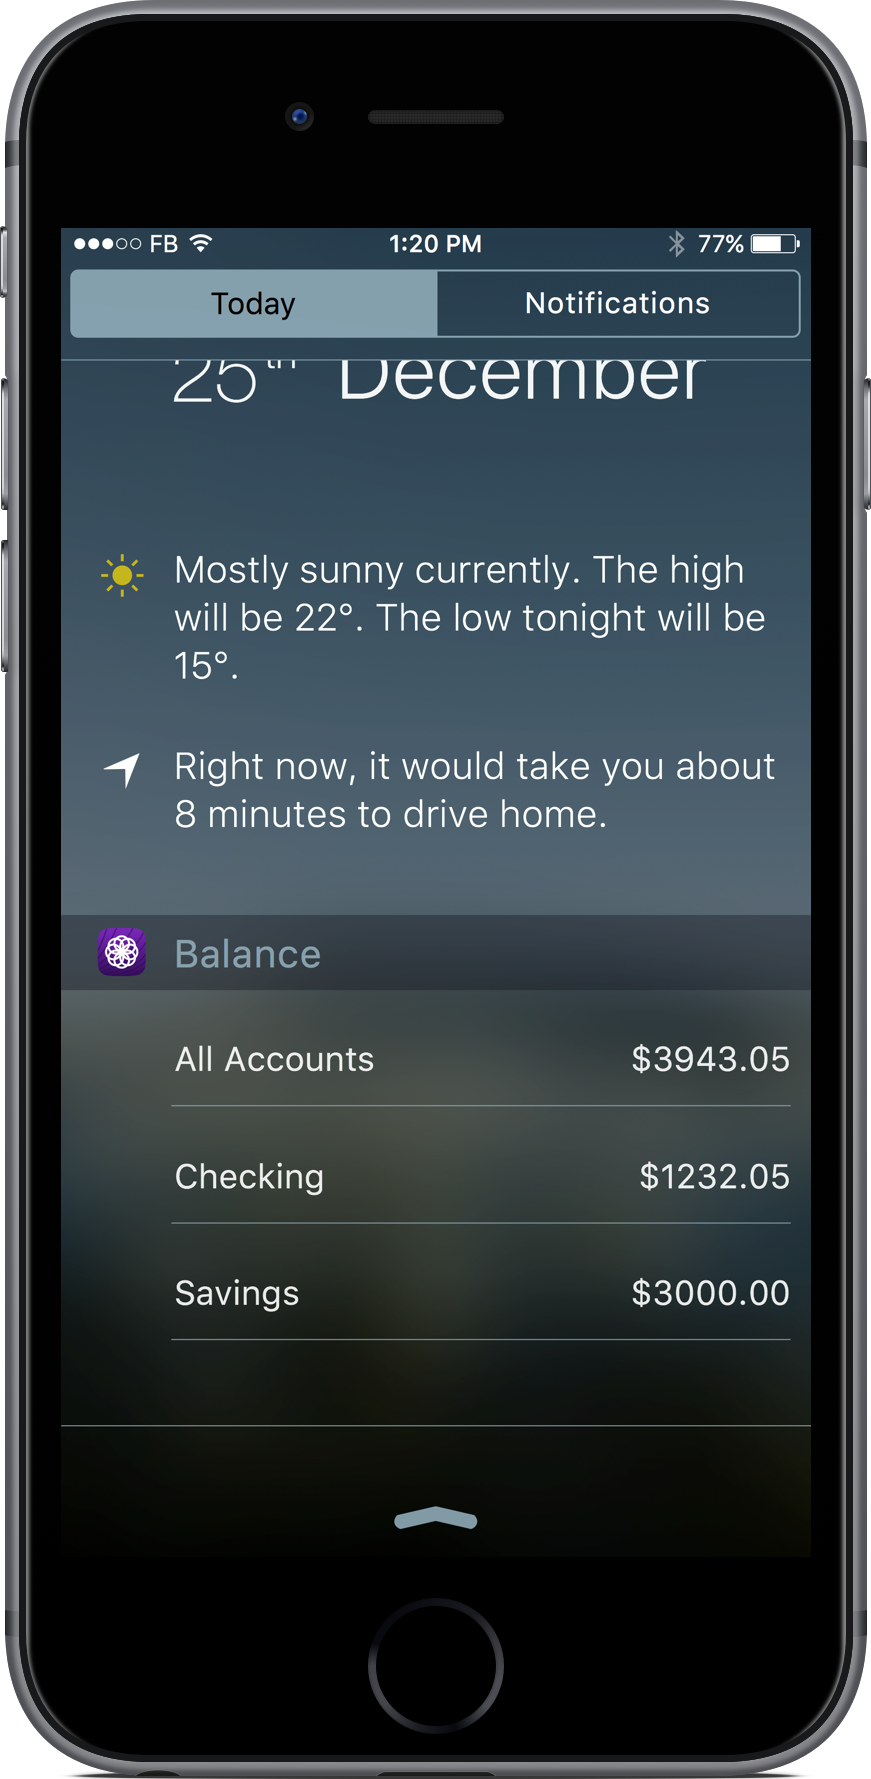 FB 1:20 PM 77%
Today Notifications
25th December
Mostly sunny currently. The high
will be 22°. The low tonight will be
15°.
Right now, it would take you about
8 minutes to drive home.
Balance
All Accounts $3943.05
Checking $1232.05
Savings $3000.00